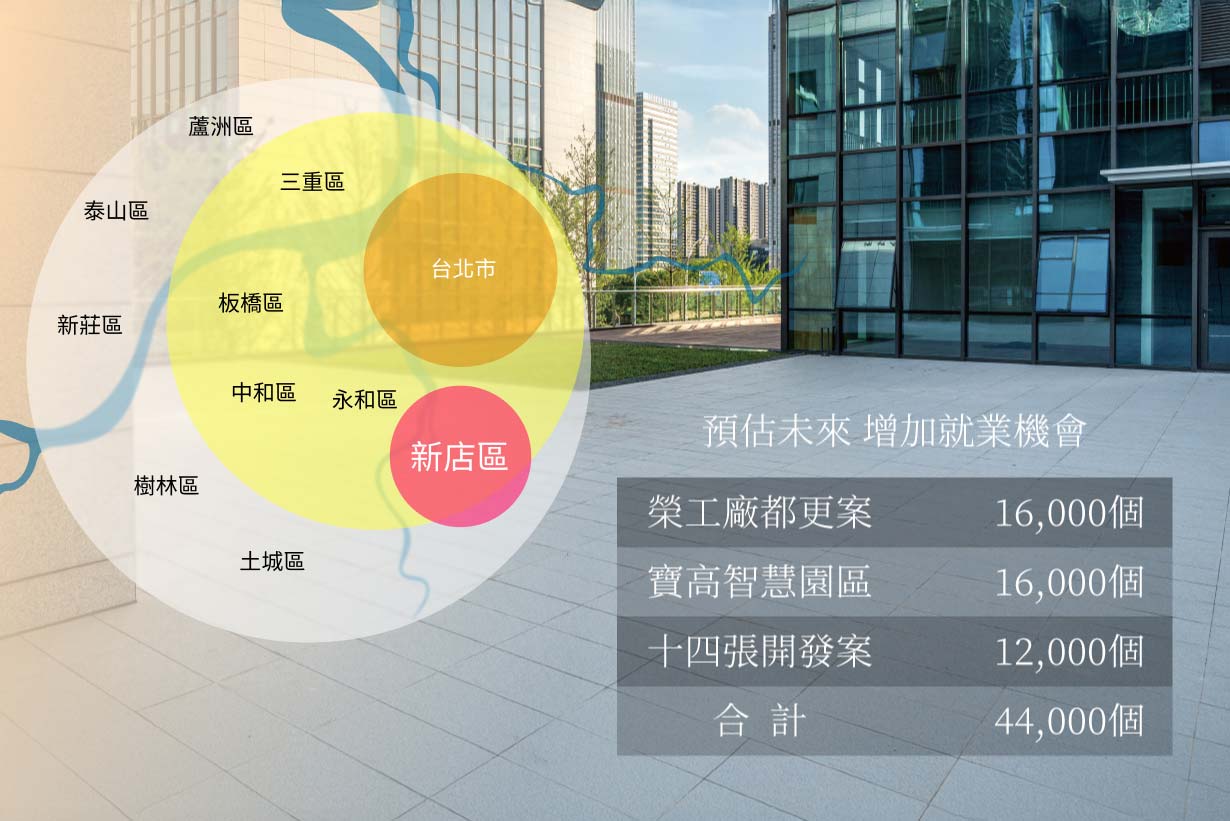 蘆洲區
三重區
泰山區
台北市
板橋區
新莊區
中和區
永和區
新店區
樹林區
土城區
預估未來 增加就業機會
榮工廠都更案 16,000個
寶高智慧園區 16,000個
十四張開發案 12,000個
合 計 44,000個